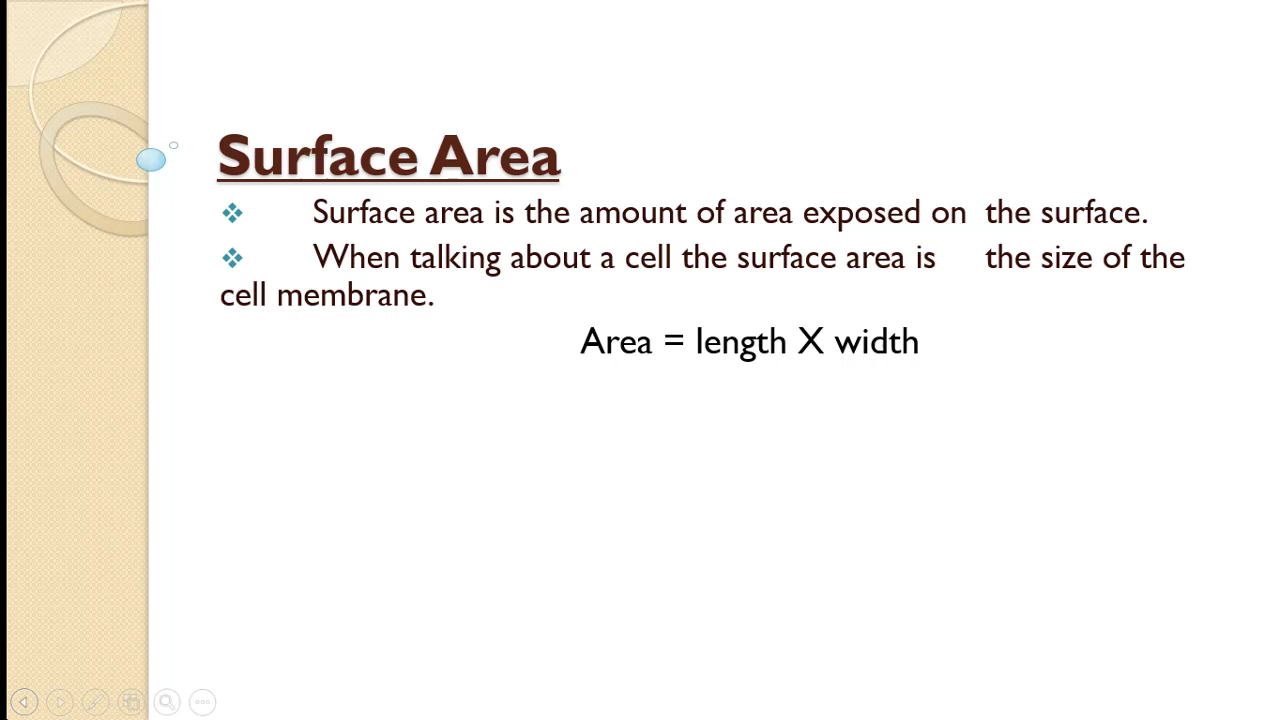 Surface Area
❖ Surface area is the amount of area exposed on the surface.
❖ When talking about a cell the surface area is the size of the
cell membrane.
Area = length X width